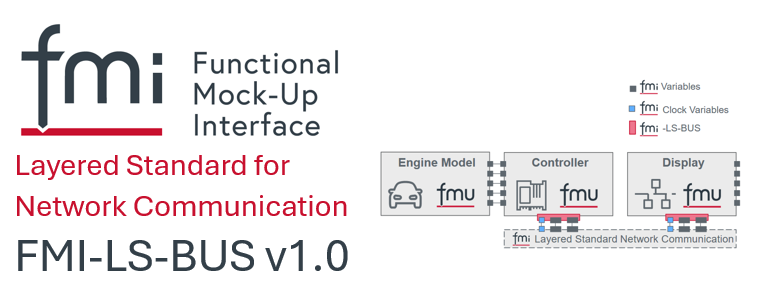 fmi
Functional
Mock-Up
Interface
Layered Standard for
Network Communication
FMI-LS-BUS v1.0
fmi Variables
fmi Clock Variables
fmi -LS-BUS
Engine Model
fmu
Controller
fmu
Display
fmu
fmi Layered Standard Network Communication